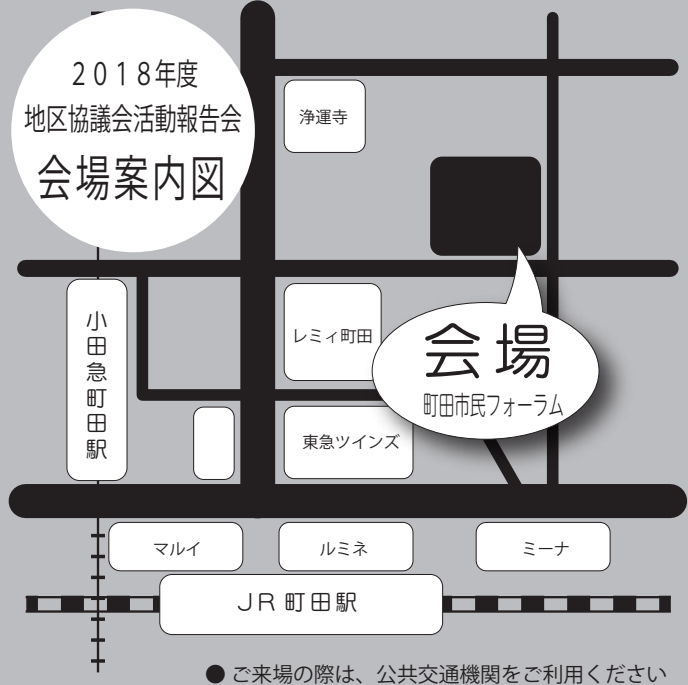 2018年度
地区協議会活動報告会
会場案内図
浄運寺
小田急町田駅
レミィ町田
会場
町田市民フォーラム
東急ツインズ
マルイ
ルミネ
ミーナ
JR町田駅
● ご来場の際は、公共交通機関をご利用ください